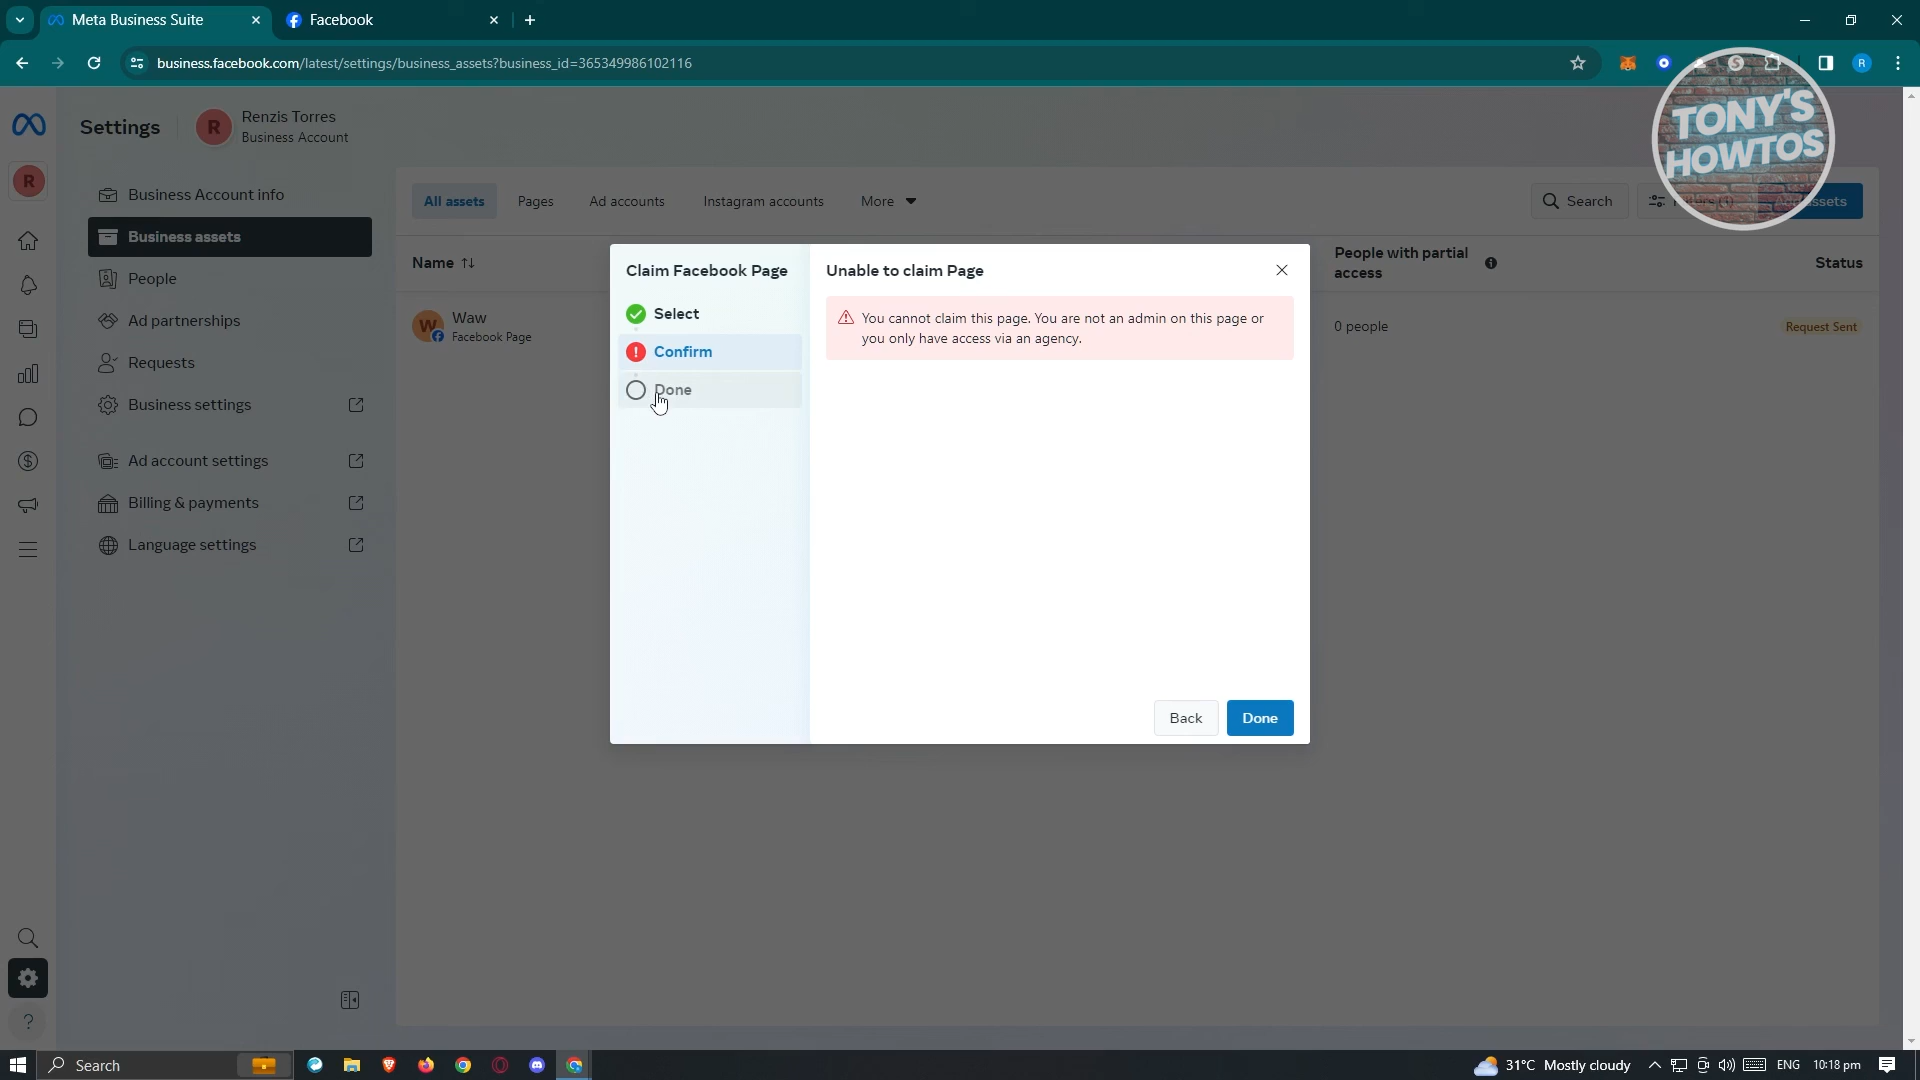 Meta Business Suite
Facebook
business.facebook.com/latest/settings/business_assets?business_id=365349986102116
R
Settings
R
Renzis Torres
Business Account
TONY'S
HOWTOS
R
Business Account info
Business assets
People
Ad partnerships
Requests
Business settings
Ad account settings
Billing & payments
Language settings
All assets
Pages
Ad accounts
Instagram accounts
More
Search
Name
People with partial
access
Status
W
Waw
Facebook Page
0 people
Request Sent
Claim Facebook Page
Select
Confirm
Done
Unable to claim Page
You cannot claim this page. You are not an admin on this page or
you only have access via an agency.
Back
Done
Search
31°C Mostly cloudy
ENG
10:18 pm